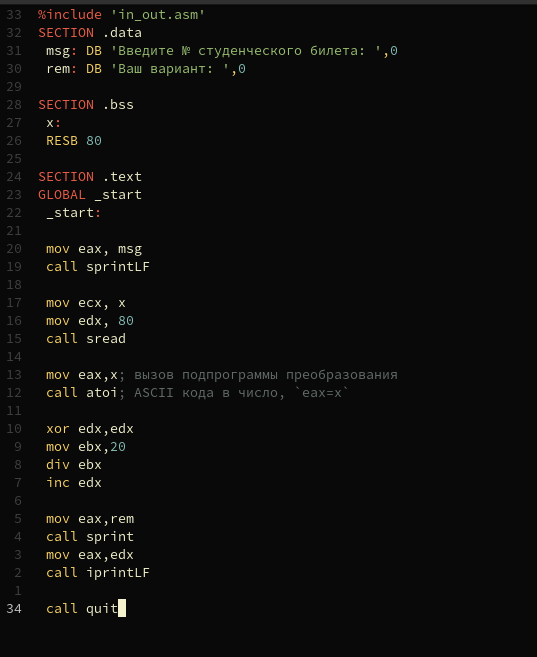 33 %include 'in_out.asm'
32 SECTION .data
31 msg: DB 'Введите № студенческого билета: ',0
30 rem: DB 'Ваш вариант: ',0
29
28 SECTION .bss
27 x:
26 RESB 80
25
24 SECTION .text
23 GLOBAL _start
22 _start:
21
20 mov eax, msg
19 call sprintLF
18
17 mov ecx, x
16 mov edx, 80
15 call sread
14
13 mov eax,x; вызов подпрограммы преобразования
12 call atoi; ASCII кода в число, `eax=x`
11
10 xor edx,edx
9 mov ebx,20
8 div ebx
7 inc edx
6
5 mov eax,rem
4 call sprint
3 mov eax,edx
2 call iprintLF
1
34 call quit